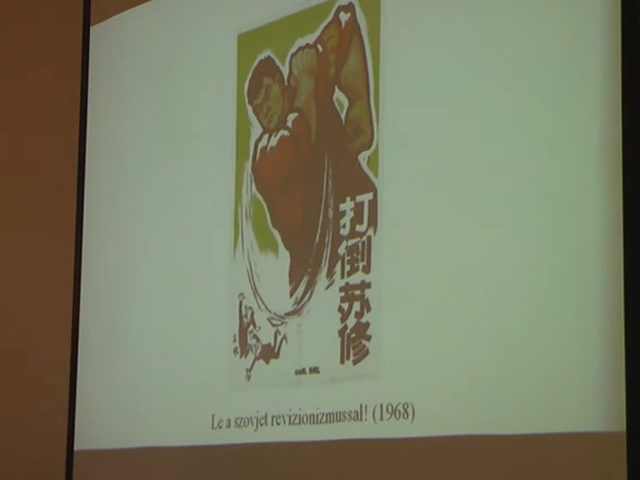 打倒苏修
Le a szovjet revizionizmussal! (1968)